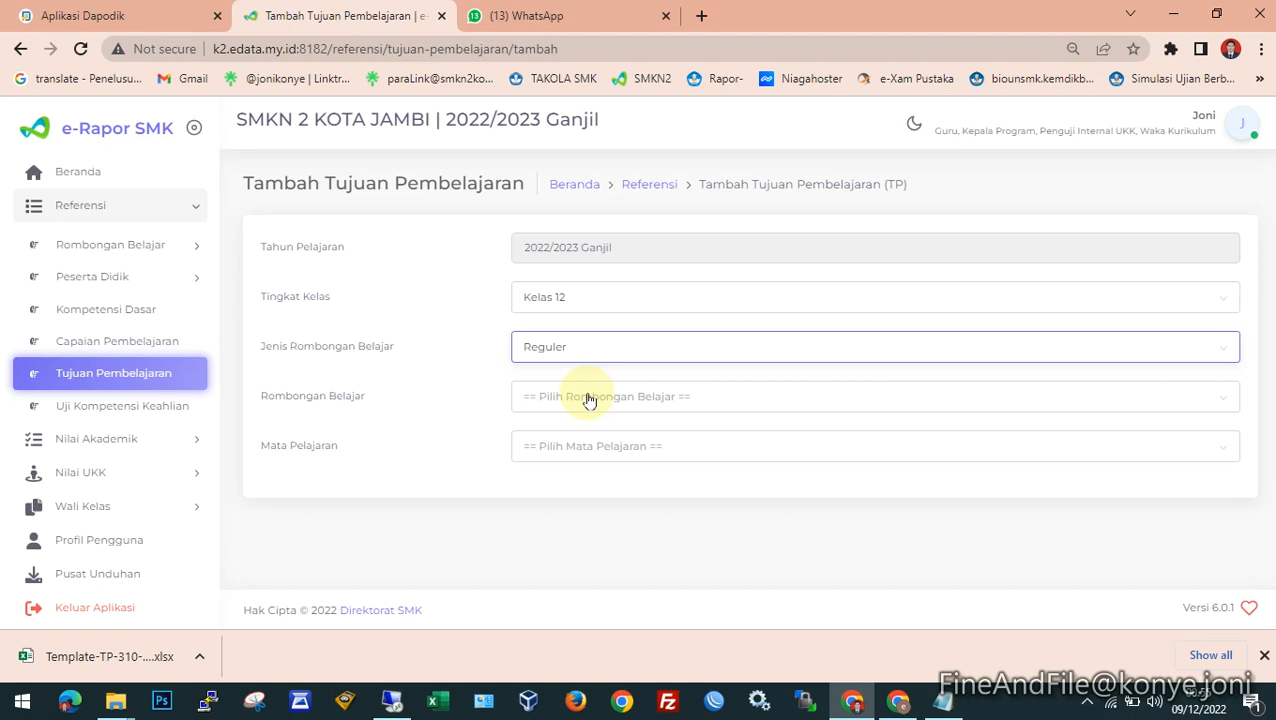 Aplikasi Dapodik
Tambah Tujuan Pembelajaran | e-
(13) WhatsApp
Not secure
k2.edata.my.id:8182/referensi/tujuan-pembelajaran/tambah
translate - Penelusu...
Gmail
@jonikonye | Linktr...
paraLink@smkn2ko...
TAKOLA SMK
SMKN2
Rapor-
Niagahoster
e-Xam Pustaka
biounsmk.kemdikb...
Simulasi Ujian Berb...
»
e-Rapor SMK
SMKN 2 KOTA JAMBI | 2022/2023 Ganjil
Joni
Guru, Kepala Program, Penguji Internal UKK, Waka Kurikulum
J
Beranda
Referensi
Rombongan Belajar
Peserta Didik
Kompetensi Dasar
Capaian Pembelajaran
Tujuan Pembelajaran
Uji Kompetensi Keahlian
Nilai Akademik
Nilai UKK
Wali Kelas
Profil Pengguna
Pusat Unduhan
Keluar Aplikasi
Tambah Tujuan Pembelajaran
Beranda > Referensi > Tambah Tujuan Pembelajaran (TP)
Tahun Pelajaran
2022/2023 Ganjil
Tingkat Kelas
Kelas 12
Jenis Rombongan Belajar
Reguler
Rombongan Belajar
== Pilih Rombongan Belajar ==
Mata Pelajaran
== Pilih Mata Pelajaran ==
Hak Cipta © 2022 Direktorat SMK
Versi 6.0.1
Template-TP-310-....xlsx
Show all
FineAndFile@konye.joni
09/12/2022